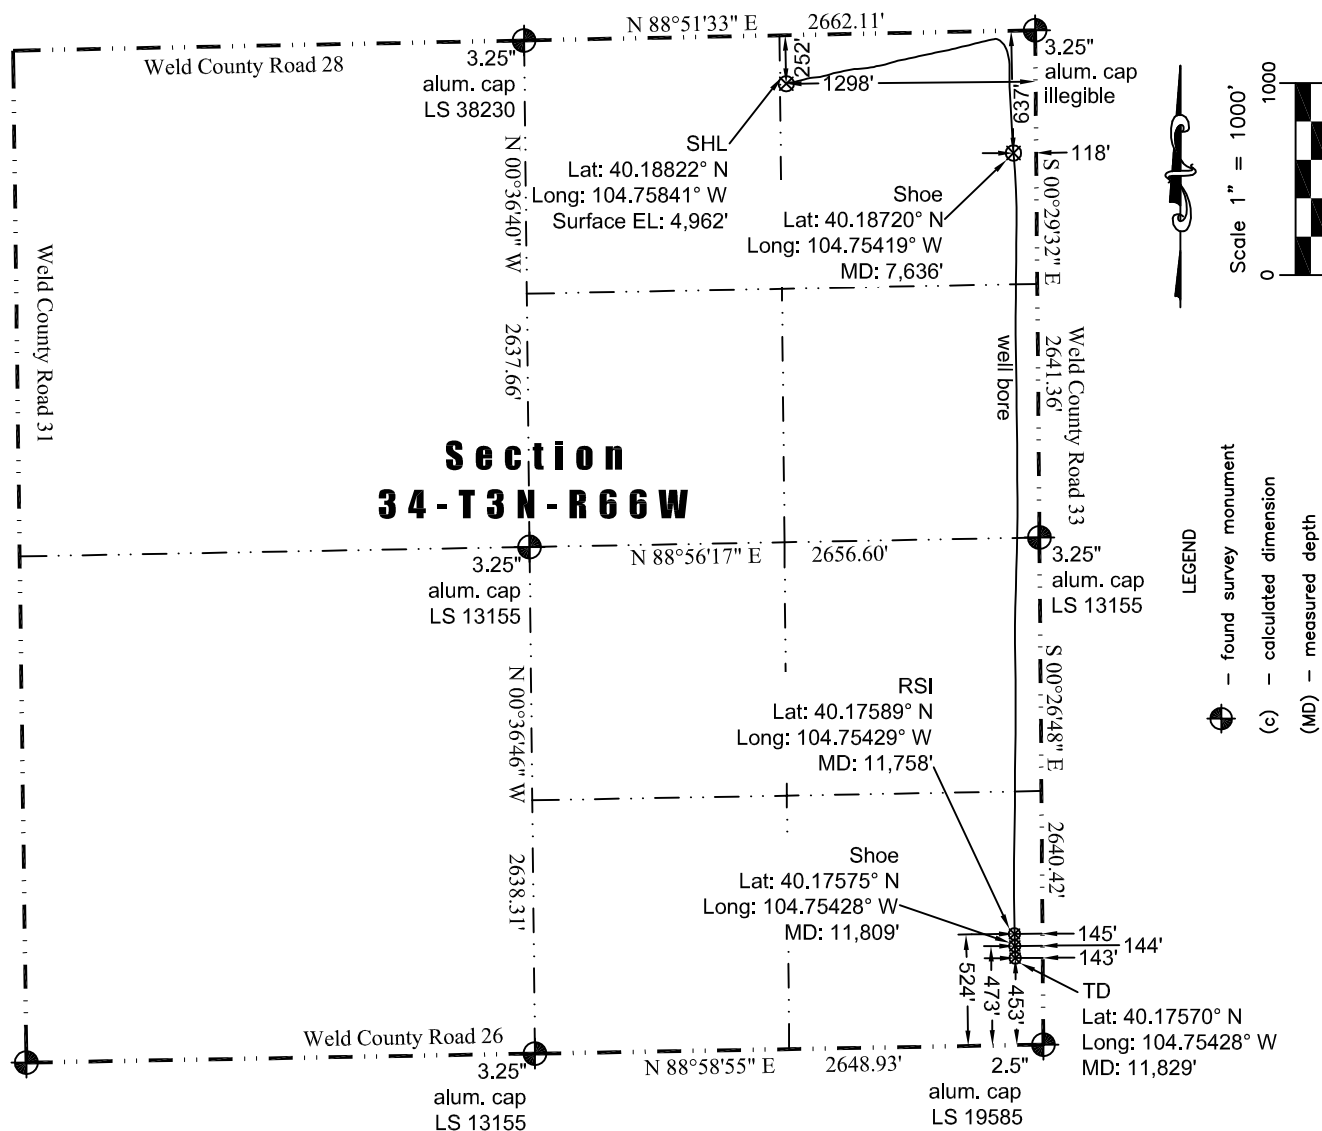 N 88°51'33" E 2662.11'
Weld County Road 28
3.25"
alum. cap
LS 38230
252'
1298'
637'
3.25"
alum. cap
illegible
118'
SHL
Lat: 40.18822° N
Long: 104.75841° W
Surface EL: 4,962'
Shoe
Lat: 40.18720° N
Long: 104.75419° W
MD: 7,636'
N 00°36'40" W
2637.66'
S 00°29'32" E
2641.36'
Weld County Road 31
Weld County Road 33
well bore
Scale 1" = 1000'
0
1000
Section
34-T3N-R66W
N 88°56'17" E 2656.60'
3.25"
alum. cap
LS 13155
3.25"
alum. cap
LS 13155
LEGEND
- found survey monument
(c) - calculated dimension
(MD) - measured depth
N 00°36'46" W
2638.31'
S 00°26'48" E
2640.42'
RSI
Lat: 40.17589° N
Long: 104.75429° W
MD: 11,758'
Shoe
Lat: 40.17575° N
Long: 104.75428° W
MD: 11,809'
145'
144'
143'
524'
473'
453'
TD
Lat: 40.17570° N
Long: 104.75428° W
MD: 11,829'
Weld County Road 26
N 88°58'55" E 2648.93'
3.25"
alum. cap
LS 13155
2.5"
alum. cap
LS 19585